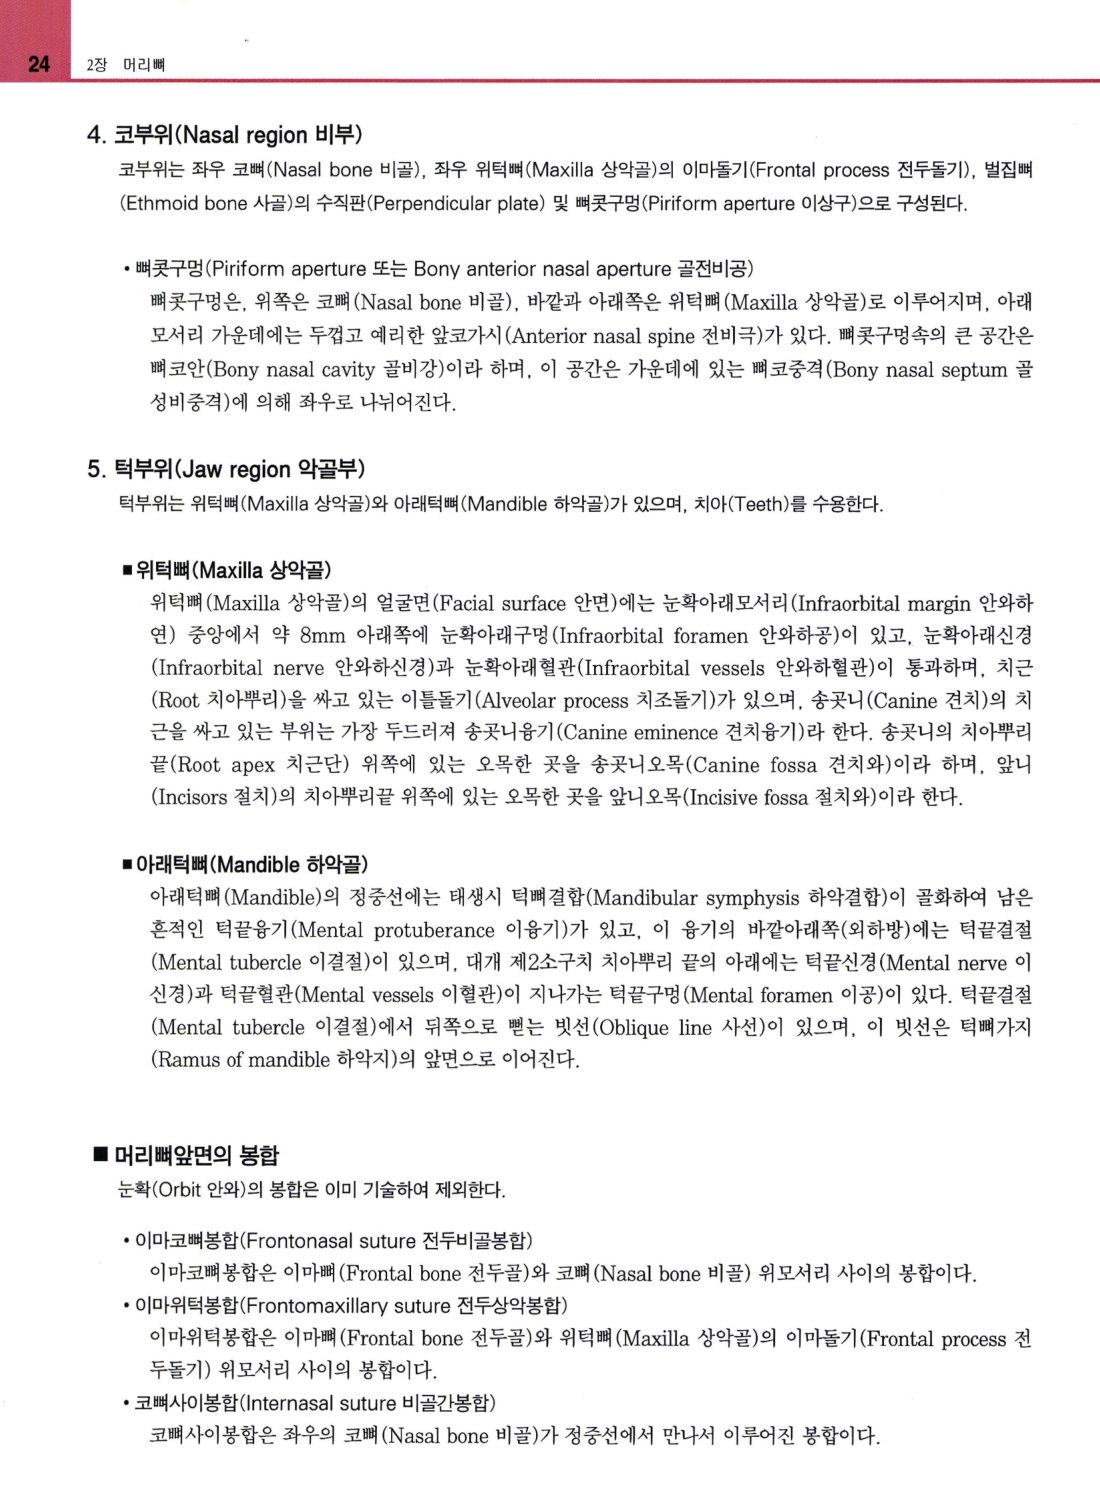 24 2장 머리뼈
4. 코부위(Nasal region 비부)
코부위는 좌우 코뼈(Nasal bone 비골), 좌우 위턱뼈(Maxilla 상악골)의 이마돌기(Frontal process 전두돌기), 벌집뼈
(Ethmoid bone 사골)의 수직판(Perpendicular plate) 및 뼈콧구멍(Piriform aperture 이상구)으로 구성된다.
• 뼈콧구멍(Piriform aperture 또는 Bony anterior nasal aperture 골전비공)
뼈콧구멍은, 위쪽은 코뼈(Nasal bone 비골), 바깥과 아래쪽은 위턱뼈(Maxilla 상악골)로 이루어지며, 아래
모서리 가운데에는 두껍고 예리한 앞코가시(Anterior nasal spine 전비극)가 있다. 뼈콧구멍속의 큰 공간은
뼈코안(Bony nasal cavity 골비강)이라 하며, 이 공간은 가운데에 있는 뼈코중격(Bony nasal septum 골
성비중격)에 의해 좌우로 나뉘어진다.
5. 턱부위(Jaw region 악골부)
턱부위는 위턱뼈(Maxilla 상악골)와 아래턱뼈(Mandible 하악골)가 있으며, 치아(Teeth)를 수용한다.
■ 위턱뼈(Maxilla 상악골)
위턱뼈(Maxilla 상악골)의 얼굴면(Facial surface 안면)에는 눈확아래모서리(Infraorbital margin 안와하
연) 중앙에서 약 8mm 아래쪽에 눈확아래구멍(Infraorbital foramen 안와하공)이 있고, 눈확아래신경
(Infraorbital nerve 안와하신경)과 눈확아래혈관(Infraorbital vessels 안와하혈관)이 통과하며, 치근
(Root 치아뿌리)을 싸고 있는 이틀돌기(Alveolar process 치조돌기)가 있으며, 송곳니(Canine 견치)의 치
근을 싸고 있는 부위는 가장 두드러져 송곳니융기(Canine eminence 견치융기)라 한다. 송곳니의 치아뿌리
끝(Root apex 치근단) 위쪽에 있는 오목한 곳을 송곳니오목(Canine fossa 견치와)이라 하며, 앞니
(Incisors 절치)의 치아뿌리끝 위쪽에 있는 오목한 곳을 앞니오목(Incisive fossa 절치와)이라 한다.
■ 아래턱뼈(Mandible 하악골)
아래턱뼈(Mandible)의 정중선에는 태생시 턱뼈결합(Mandibular symphysis 하악결합)이 골화하여 남은
흔적인 턱끝융기(Mental protuberance 이융기)가 있고, 이 융기의 바깥아래쪽(외하방)에는 턱끝결절
(Mental tubercle 이결절)이 있으며, 대개 제2소구치 치아뿌리 끝의 아래에는 턱끝신경(Mental nerve 이
신경)과 턱끝혈관(Mental vessels 이혈관)이 지나가는 턱끝구멍(Mental foramen 이공)이 있다. 턱끝결절
(Mental tubercle 이결절)에서 뒤쪽으로 뻗는 빗선(Oblique line 사선)이 있으며, 이 빗선은 턱뼈가지
(Ramus of mandible 하악지)의 앞면으로 이어진다.
■ 머리뼈앞면의 봉합
눈확(Orbit 안와)의 봉합은 이미 기술하여 제외한다.
• 이마코뼈봉합(Frontonasal suture 전두비골봉합)
이마코뼈봉합은 이마뼈(Frontal bone 전두골)와 코뼈(Nasal bone 비골) 위모서리 사이의 봉합이다.
• 이마위턱봉합(Frontomaxillary suture 전두상악봉합)
이마위턱봉합은 이마뼈(Frontal bone 전두골)와 위턱뼈(Maxilla 상악골)의 이마돌기(Frontal process 전
두돌기) 위모서리 사이의 봉합이다.
• 코뼈사이봉합(Internasal suture 비골간봉합)
코뼈사이봉합은 좌우의 코뼈(Nasal bone 비골)가 정중선에서 만나서 이루어진 봉합이다.